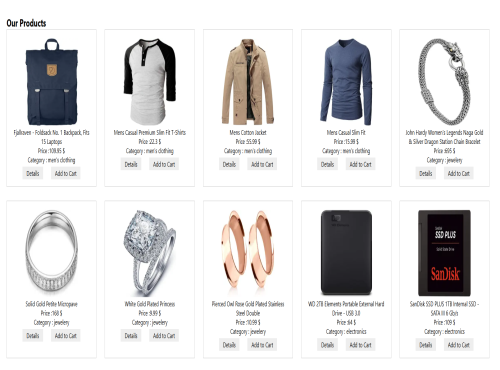 Our Products
Fjallraven - Foldsack No. 1 Backpack, Fits
15 Laptops
Price :109.95 $
Category : men's clothing
Details
Add to Cart
Mens Casual Premium Slim Fit T-Shirts
Price :22.3 $
Category : men's clothing
Details
Add to Cart
Mens Cotton Jacket
Price :55.99 $
Category : men's clothing
Details
Add to Cart
Mens Casual Slim Fit
Price :15.99 $
Category : men's clothing
Details
Add to Cart
John Hardy Women's Legends Naga Gold
& Silver Dragon Station Chain Bracelet
Price :695 $
Category : jewelery
Details
Add to Cart
Solid Gold Petite Micropave
Price :168 $
Category : jewelery
Details
Add to Cart
White Gold Plated Princess
Price :9.99 $
Category : jewelery
Details
Add to Cart
Pierced Owl Rose Gold Plated Stainless
Steel Double
Price :10.99 $
Category : jewelery
Details
Add to Cart
WD 2TB Elements Portable External Hard
Drive - USB 3.0
Price :64 $
Category : electronics
Details
Add to Cart
SSD PLUS
SanDisk
SanDisk SSD PLUS 1TB Internal SSD -
SATA III 6 Gb/s
Price :109 $
Category : electronics
Details
Add to Cart